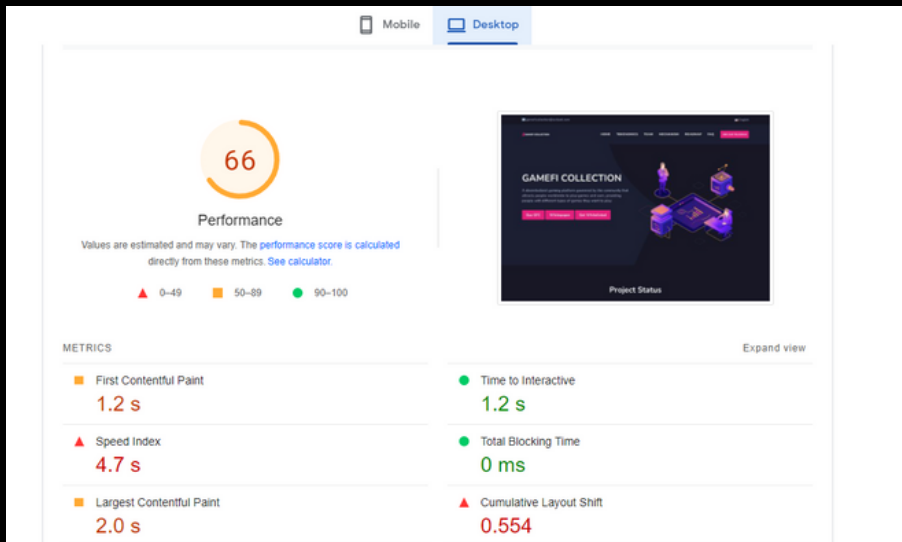 Mobile
Desktop
66
Performance
Values are estimated and may vary. The performance score is calculated
directly from these metrics. See calculator.
0–49
50–89
90–100
GAMEFI COLLECTION
Project Status
METRICS
Expand view
First Contentful Paint
1.2 s
Time to Interactive
1.2 s
Speed Index
4.7 s
Total Blocking Time
0 ms
Largest Contentful Paint
2.0 s
Cumulative Layout Shift
0.554